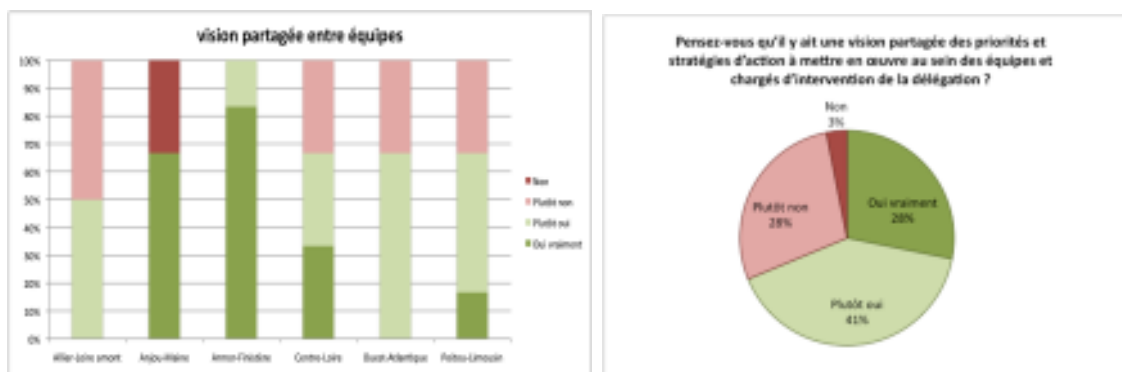 vision partagée entre équipes
100%
90%
80%
70%
60%
50%
40%
30%
20%
10%
0%
Allier-Loire amont
Anjou-Maine
Armor-Finistère
Centre-Loire
Ouest-Atlantique
Poitou-Limousin
Non
Plutôt non
Plutôt oui
Oui vraiment
Pensez-vous qu'il y ait une vision partagée des priorités et
stratégies d'action à mettre en œuvre au sein des équipes et
chargés d'intervention de la délégation ?
Non
3%
Oui vraiment
28%
Plutôt non
28%
Plutôt oui
41%